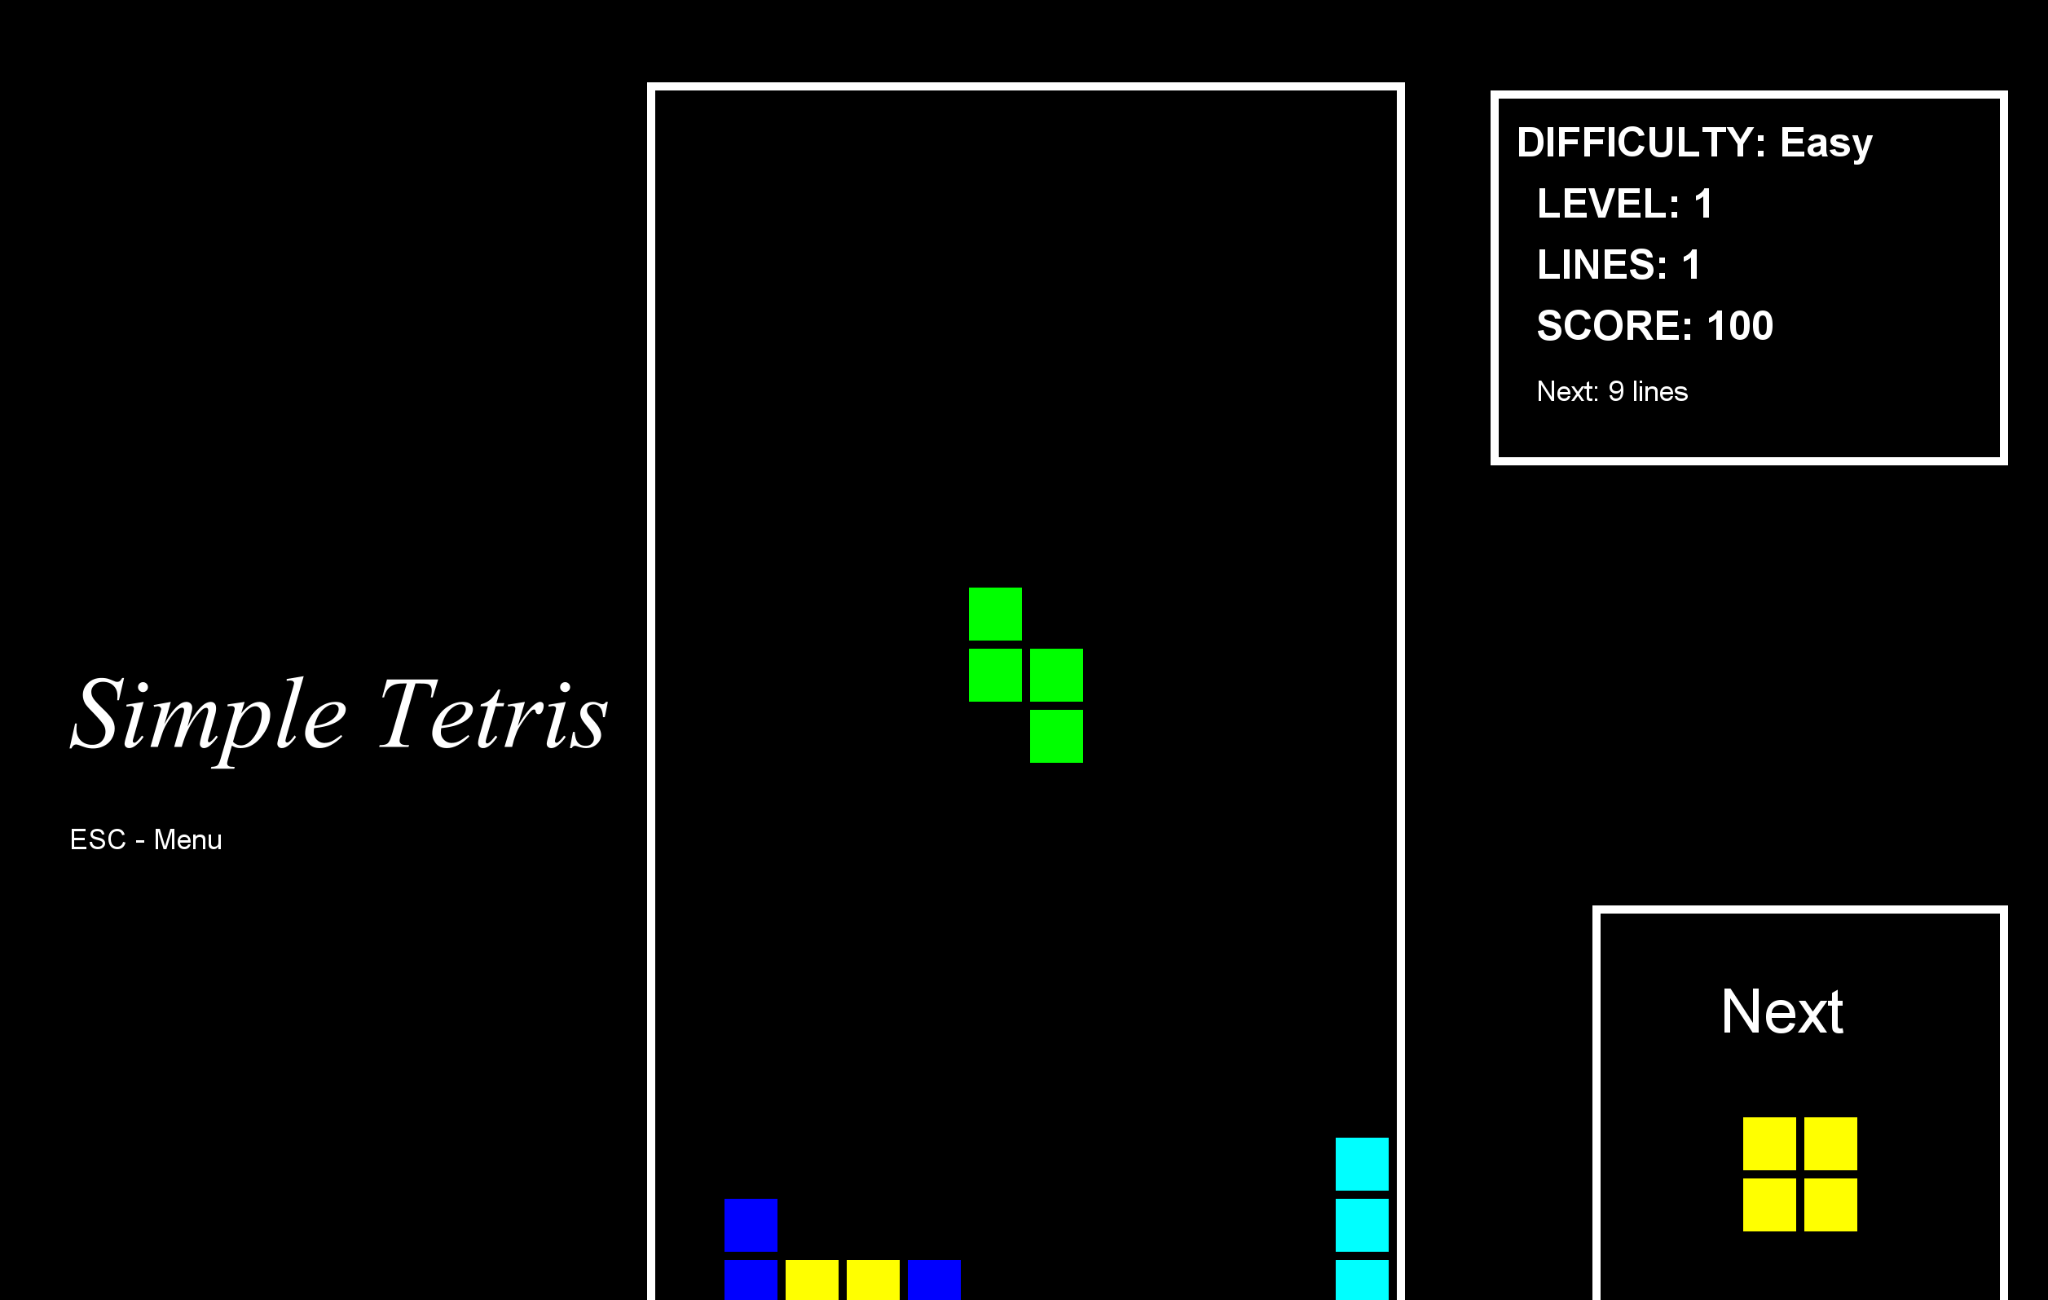 DIFFICULTY: Easy
LEVEL: 1
LINES: 1
SCORE: 100
Next: 9 lines
Simple Tetris
ESC - Menu
Next